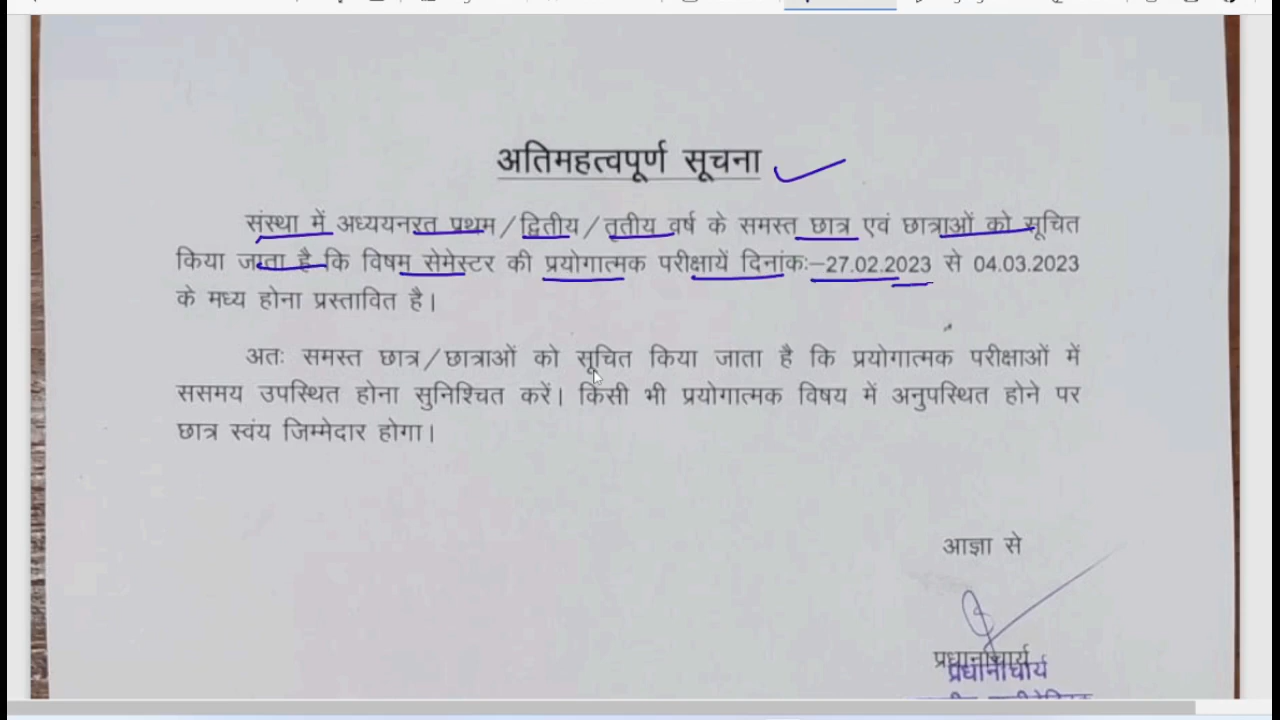 अतिमहत्वपूर्ण सूचना
संस्था में अध्ययनरत प्रथम/द्वितीय/तृतीय वर्ष के समस्त छात्र एवं छात्राओं को सूचित
किया जाता है कि विषम सेमेस्टर की प्रयोगात्मक परीक्षायें दिनांकः–27.02.2023 से 04.03.2023
के मध्य होना प्रस्तावित है।
अतः समस्त छात्र/छात्राओं को सूचित किया जाता है कि प्रयोगात्मक परीक्षाओं में
ससमय उपस्थित होना सुनिश्चित करें। किसी भी प्रयोगात्मक विषय में अनुपस्थित होने पर
छात्र स्वंय जिम्मेदार होगा।
आज्ञा से
प्रधानाचार्य
प्रधानाचार्य